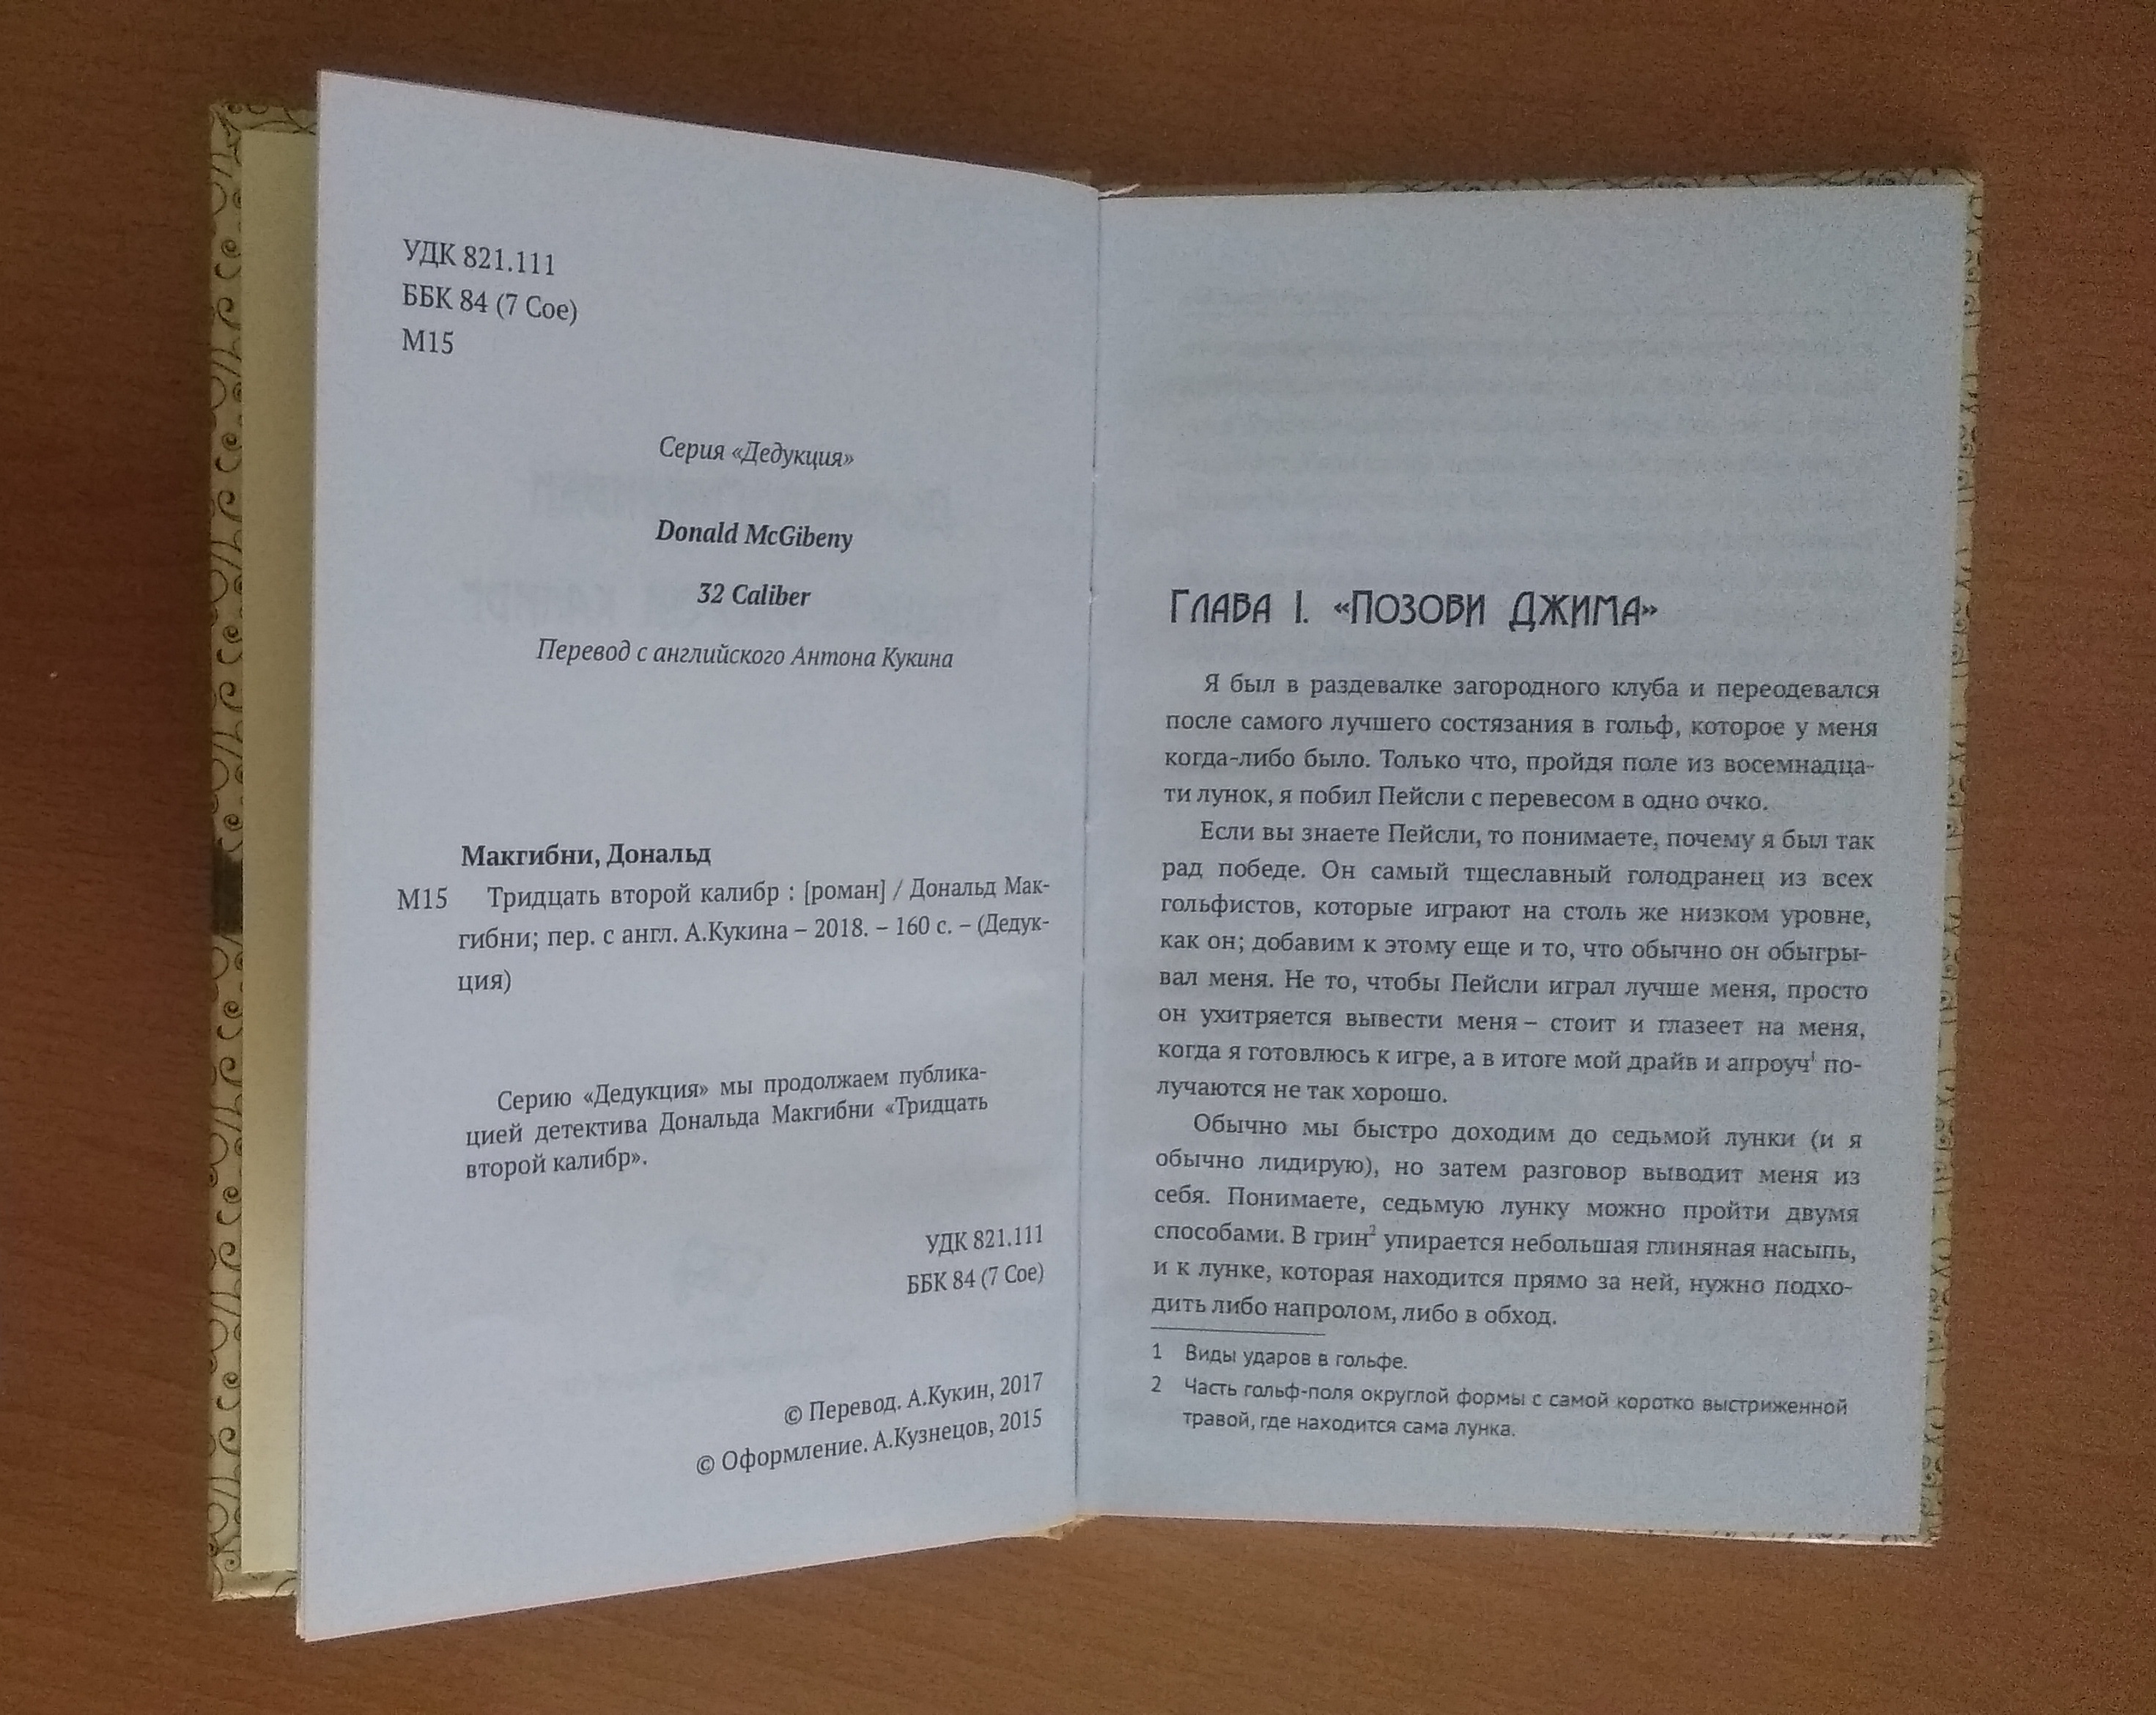 УДК 821.111
ББК 84 (7 Сое)
М15
Серия «Дедукция»
Donald McGibeny
32 Caliber
Перевод с английского Антона Кукина
Макгибни, Дональд
М15 Тридцать второй калибр : [роман] / Дональд Мак-
гибни; пер. с англ. А.Кукина – 2018. – 160 с. – (Дедук-
ция)
Серию «Дедукция» мы продолжаем публика-
цией детектива Дональда Макгибни «Тридцать
второй калибр».
УДК 821.111
ББК 84 (7 Сое)
© Перевод. А.Кукин, 2017
© Оформление. А.Кузнецов, 2015
Глава I. «Позови Джима»
Я был в раздевалке загородного клуба и переодевался
после самого лучшего состязания в гольф, которое у меня
когда-либо было. Только что, пройдя поле из восемнадца-
ти лунок, я побил Пейсли с перевесом в одно очко.
Если вы знаете Пейсли, то понимаете, почему я был так
рад победе. Он самый тщеславный голодранец из всех
гольфистов, которые играют на столь же низком уровне,
как он; добавим к этому еще и то, что обычно он обыгры-
вал меня. Не то, чтобы Пейсли играл лучше меня, просто
он ухитряется вывести меня – стоит и глазеет на меня,
когда я готовлюсь к игре, а в итоге мой драйв и апроуч¹ по-
лучаются не так хорошо.
Обычно мы быстро доходим до седьмой лунки (и я
обычно лидирую), но затем разговор выводит меня из
себя. Понимаете, седьмую лунку можно пройти двумя
способами. В грин² упирается небольшая глиняная насыпь,
и к лунке, которая находится прямо за ней, нужно подхо-
дить либо напролом, либо в обход.
1 Виды ударов в гольфе.
2 Часть гольф-поля округлой формы с самой коротко выстриженной
травой, где находится сама лунка.